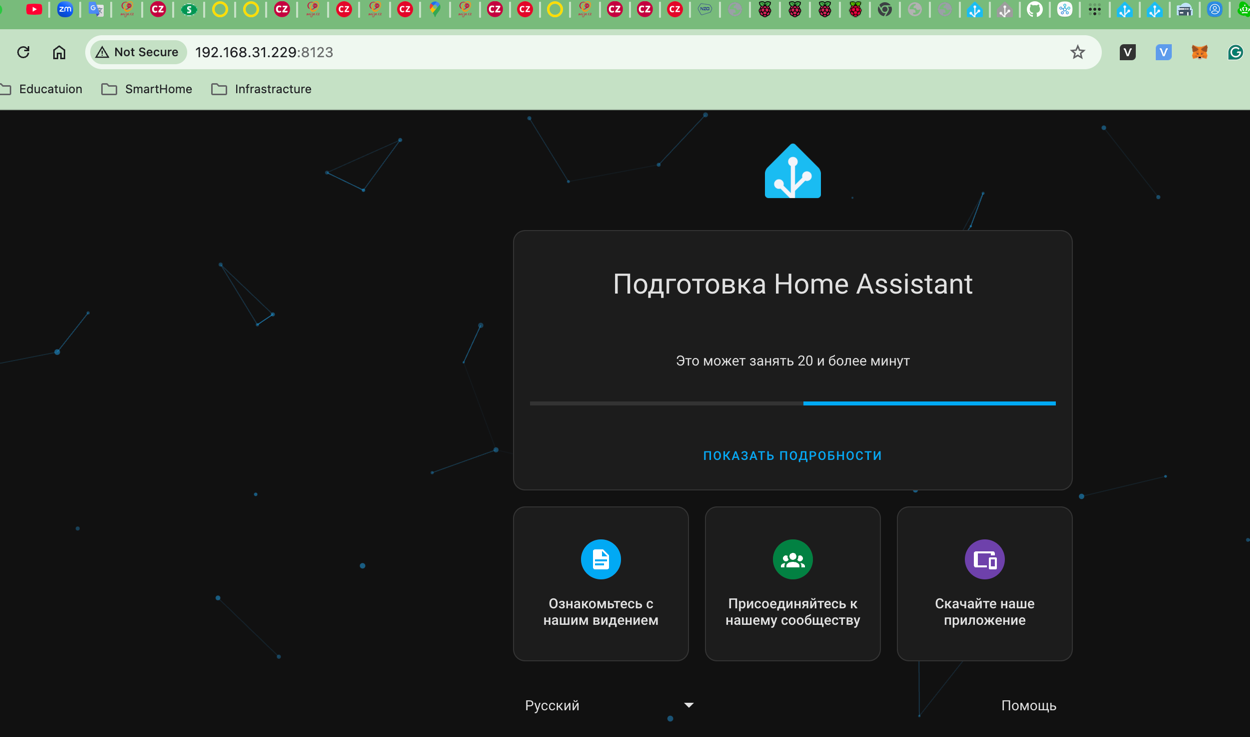 Not Secure 192.168.31.229:8123
Educatuion SmartHome Infrastracture
Подготовка Home Assistant
Это может занять 20 и более минут
ПОКАЗАТЬ ПОДРОБНОСТИ
Ознакомьтесь с
нашим видением
Присоединяйтесь к
нашему сообществу
Скачайте наше
приложение
Русский
Помощь